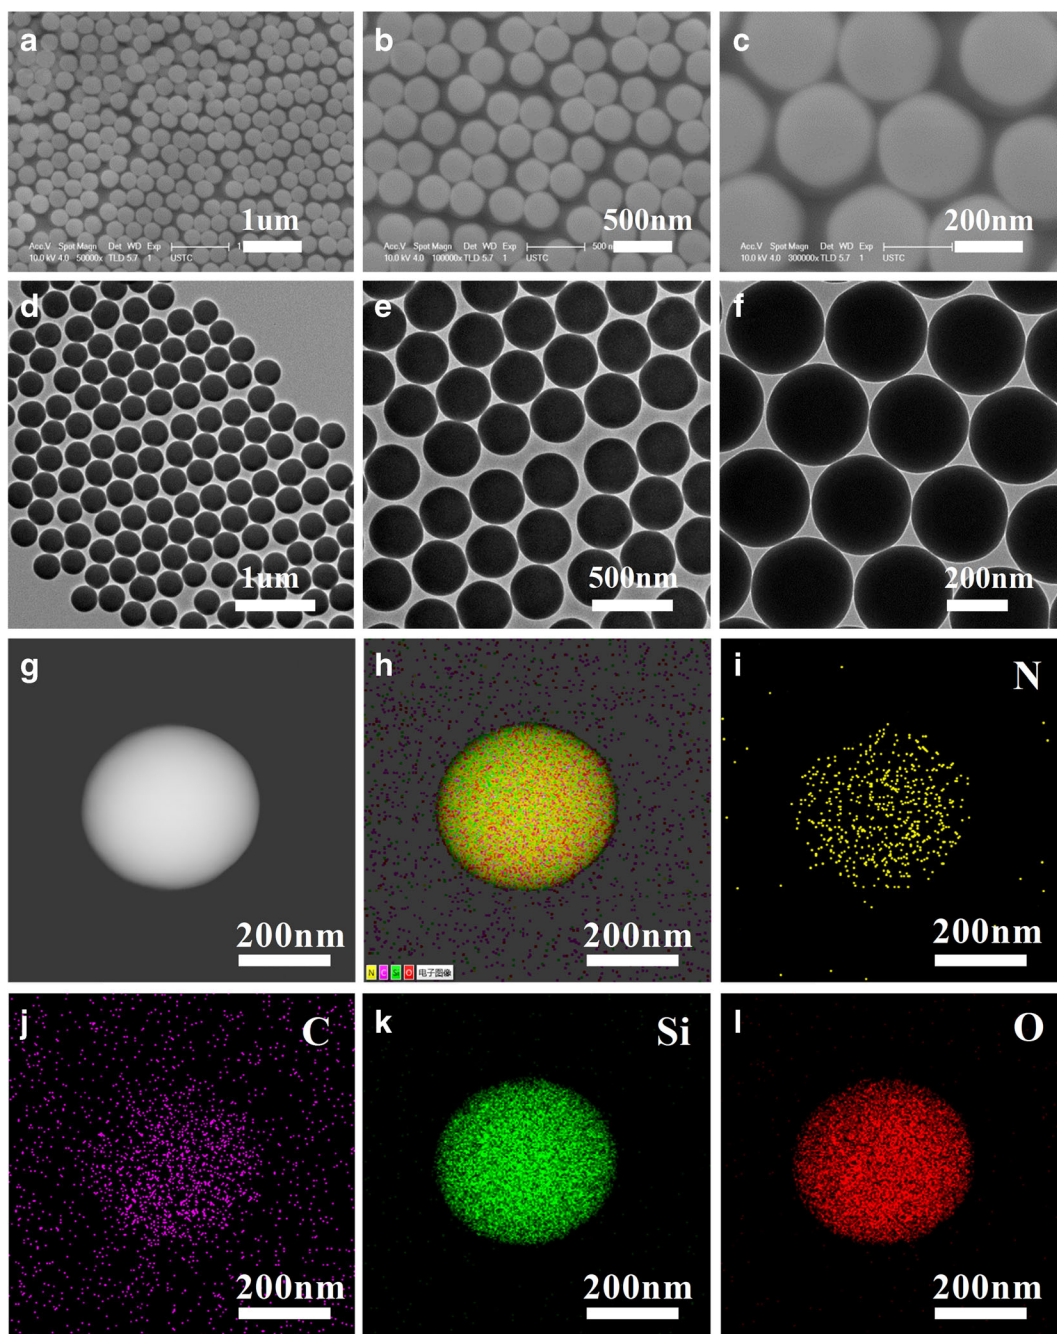 a
1um
Acc.V Spot Magn Det WD Exp 1
10.0 kV 4.0 50000x TLD 5.7 1 USTC
b
500nm
Acc.V Spot Magn Det WD Exp 500 nm
10.0 kV 4.0 100000x TLD 5.7 1 USTC
c
200nm
Acc.V Spot Magn Det WD Exp
10.0 kV 4.0 300000x TLD 5.7 1 USTC
d
1um
e
500nm
f
200nm
g
200nm
h
200nm
N C Si O 电子图像
i
N
200nm
j
C
200nm
k
Si
200nm
l
O
200nm